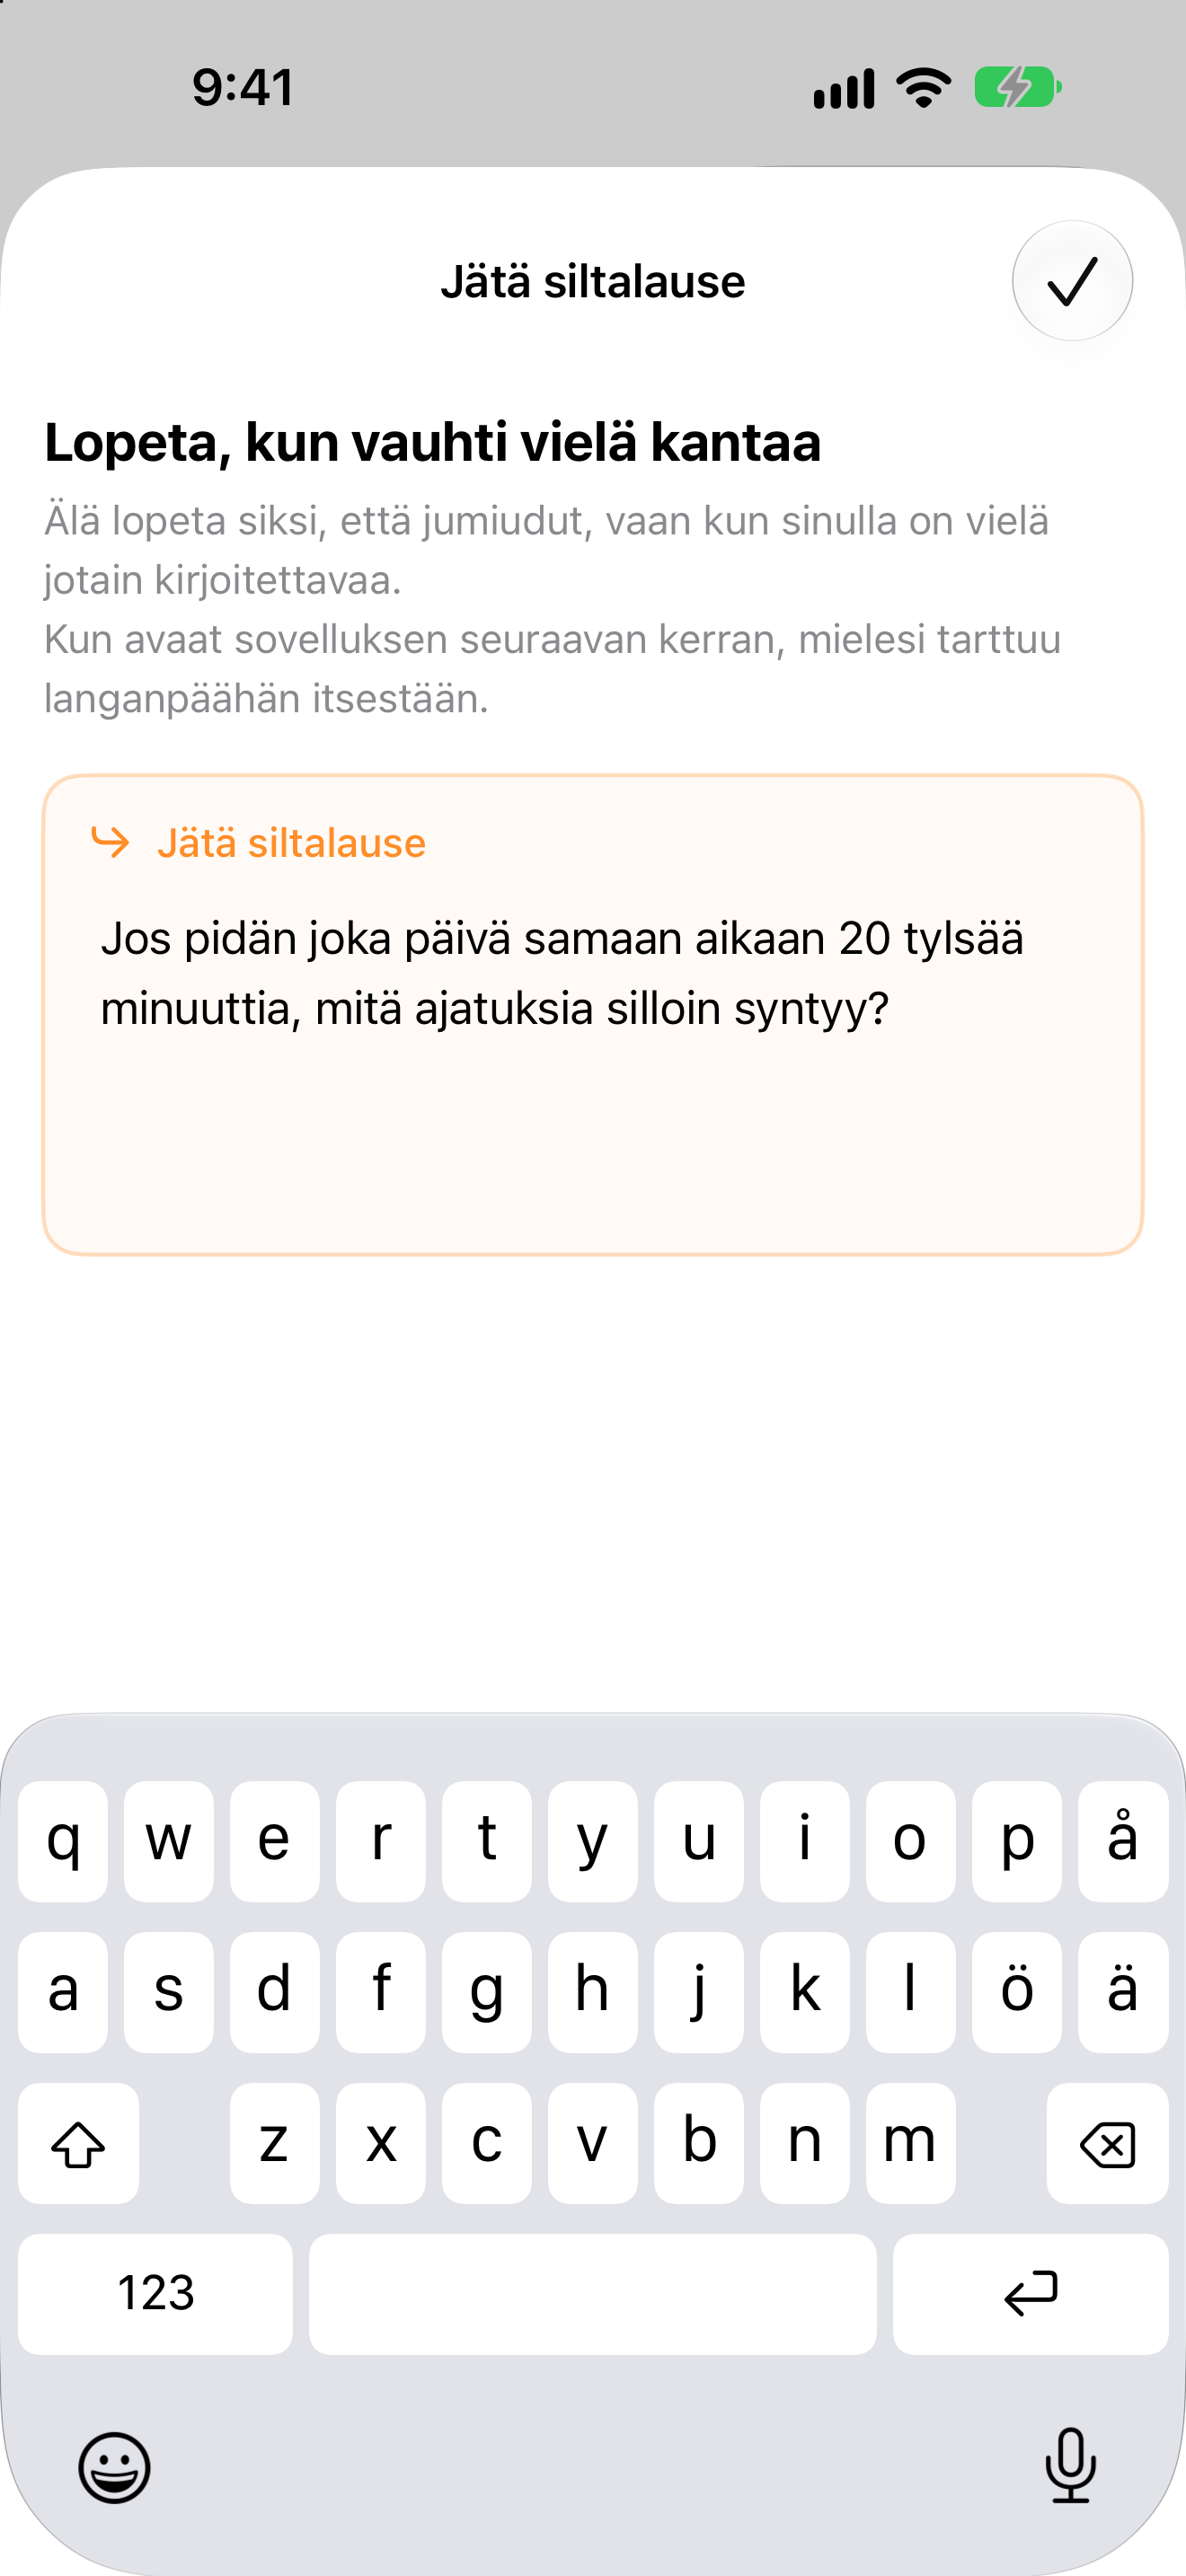 9:41
Jätä siltalause
Lopeta, kun vauhti vielä kantaa
Älä lopeta siksi, että jumiudut, vaan kun sinulla on vielä
jotain kirjoitettavaa.
Kun avaat sovelluksen seuraavan kerran, mielesi tarttuu
langanpäähän itsestään.
Jätä siltalause
Jos pidän joka päivä samaan aikaan 20 tylsää
minuuttia, mitä ajatuksia silloin syntyy?
q w e r t y u i o p å
a s d f g h j k l ö ä
z x c v b n m
123